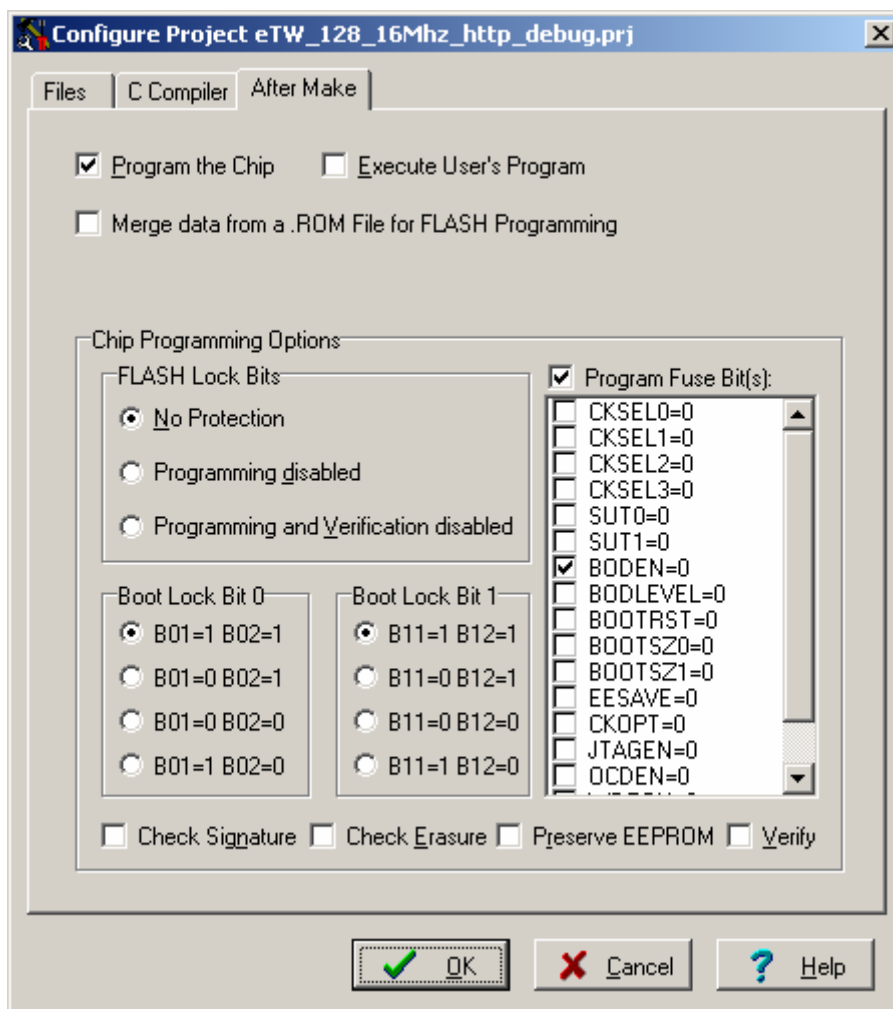 Configure Project eTW_128_16Mhz_http_debug.prj
Files C Compiler After Make
Program the Chip Execute User's Program
Merge data from a .ROM File for FLASH Programming
Chip Programming Options
FLASH Lock Bits
No Protection
Programming disabled
Programming and Verification disabled
Boot Lock Bit 0
B01=1 B02=1
B01=0 B02=1
B01=0 B02=0
B01=1 B02=0
Boot Lock Bit 1
B11=1 B12=1
B11=0 B12=1
B11=0 B12=0
B11=1 B12=0
Program Fuse Bit(s):
CKSEL0=0
CKSEL1=0
CKSEL2=0
CKSEL3=0
SUT0=0
SUT1=0
BODEN=0
BODLEVEL=0
BOOTRST=0
BOOTSZ0=0
BOOTSZ1=0
EESAVE=0
CKOPT=0
JTAGEN=0
OCDEN=0
Check Signature Check Erasure Preserve EEPROM Verify
OK Cancel Help